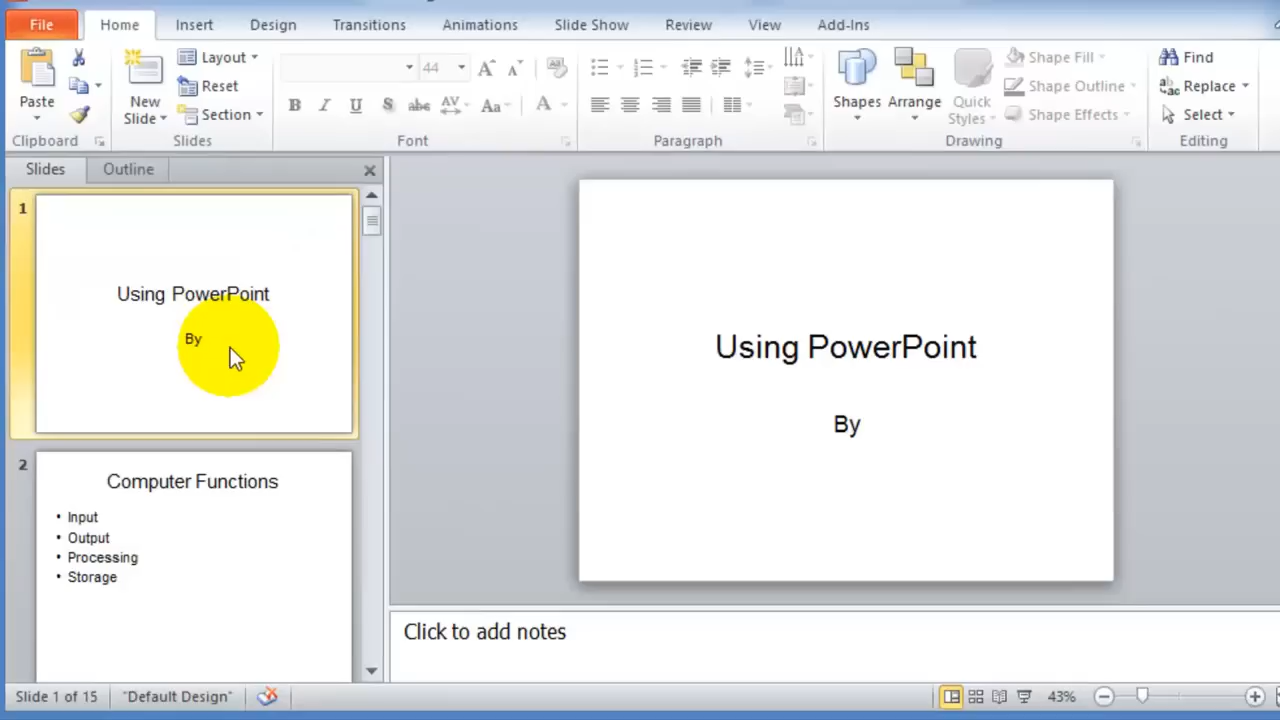 File Home Insert Design Transitions Animations Slide Show Review View Add-Ins
Paste
New Slide
Layout
Reset
Section
44
B I U S abc AV Aa A
Shapes
Arrange
Quick Styles
Shape Fill
Shape Outline
Shape Effects
Find
Replace
Select
Clipboard Slides Font Paragraph Drawing Editing
Slides Outline
1
Using PowerPoint
By
2
Computer Functions
• Input
• Output
• Processing
• Storage
Using PowerPoint
By
Click to add notes
Slide 1 of 15 "Default Design" 43%